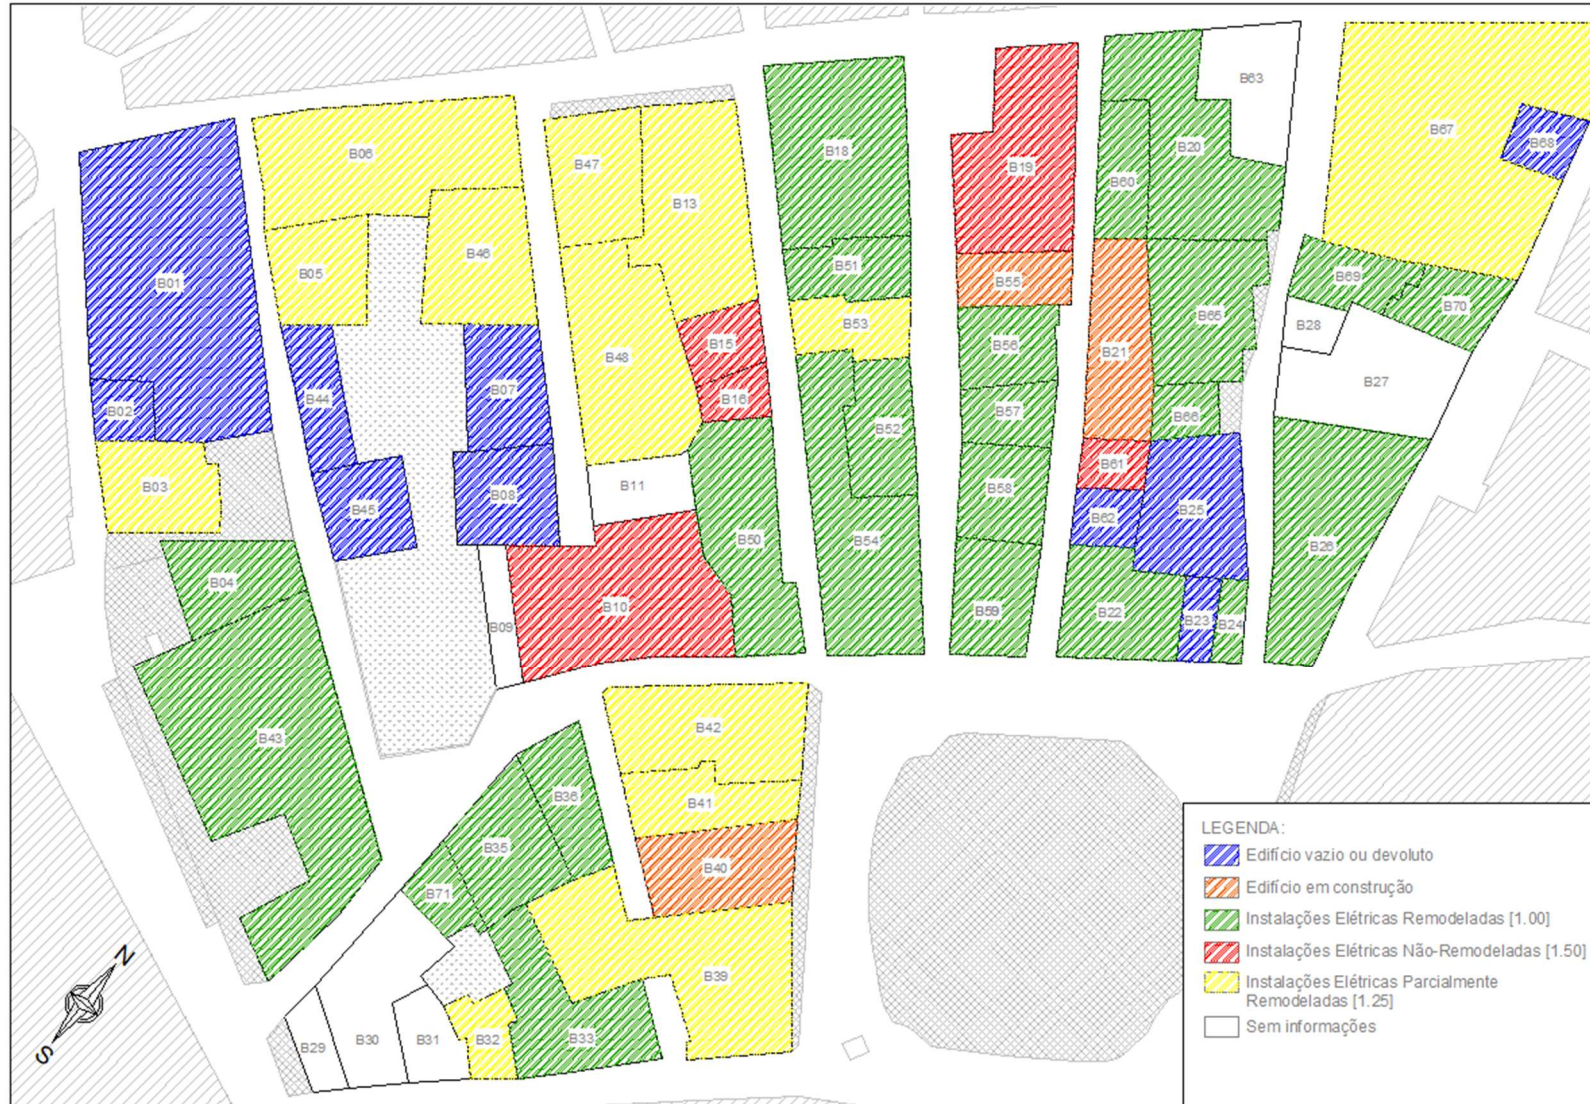 B63
B06
B67
B68
B47
B18
B20
B19
B60
B13
B46
B05
B01
B51
B55
B69
B70
B53
B65
B28
B15
B56
B21
B48
B27
B16
B07
B44
B02
B57
B66
B52
B61
B11
B03
B58
B08
B45
B62
B25
B50
B54
B26
B04
B10
B59
B22
B23
B24
B09
B42
B43
B36
B41
B35
B40
B71
B39
B33
B32
B31
B30
B29
N
S
LEGENDA:
Edifício vazio ou devoluto
Edifício em construção
Instalações Elétricas Remodeladas [1.00]
Instalações Elétricas Não-Remodeladas [1.50]
Instalações Elétricas Parcialmente
Remodeladas [1.25]
Sem informações